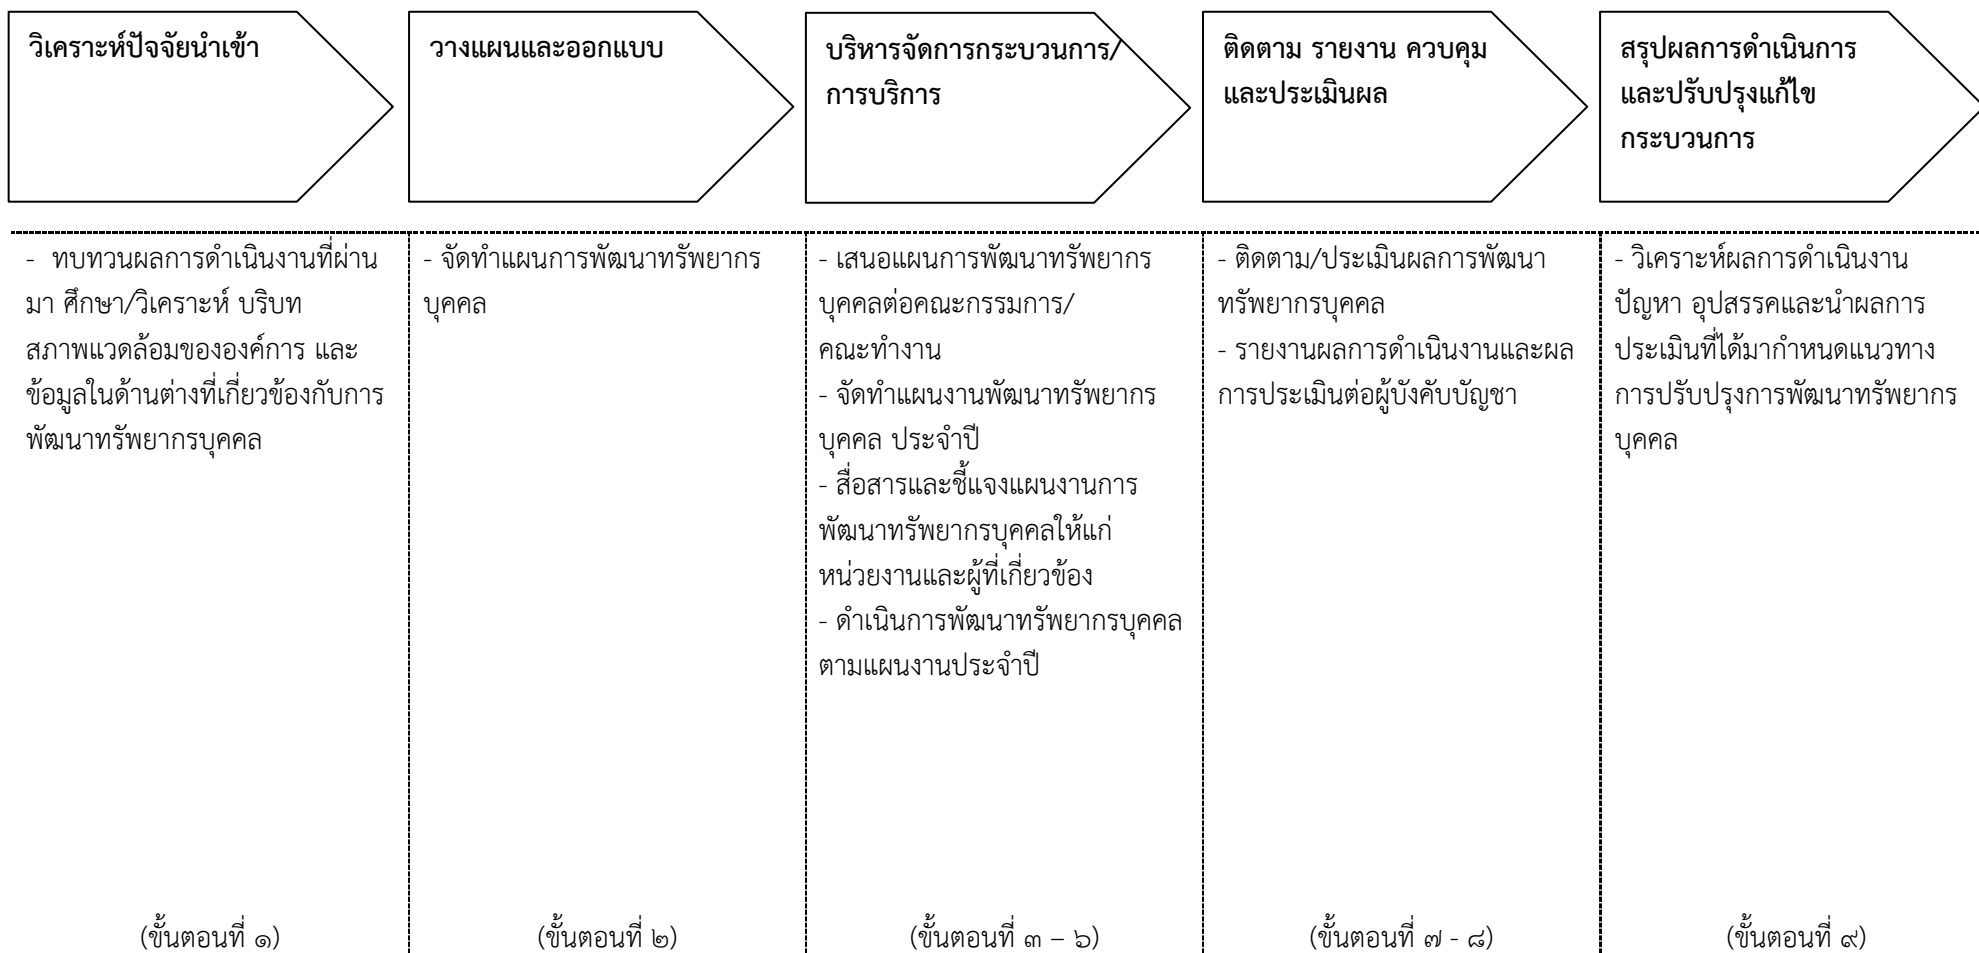 วิเคราะห์ปัจจัยนำเข้า
วางแผนและออกแบบ
บริหารจัดการกระบวนการ/
การบริการ
ติดตาม รายงาน ควบคุม
และประเมินผล
สรุปผลการดำเนินการ
และปรับปรุงแก้ไข
กระบวนการ
- ทบทวนผลการดำเนินงานที่ผ่าน
มา ศึกษา/วิเคราะห์ บริบท
สภาพแวดล้อมขององค์การ และ
ข้อมูลในด้านต่างที่เกี่ยวข้องกับการ
พัฒนาทรัพยากรบุคคล
(ขั้นตอนที่ ๑)
- จัดทำแผนการพัฒนาทรัพยากร
บุคคล
(ขั้นตอนที่ ๒)
- เสนอแผนการพัฒนาทรัพยากร
บุคคลต่อคณะกรรมการ/
คณะทำงาน
- จัดทำแผนงานพัฒนาทรัพยากร
บุคคล ประจำปี
- สื่อสารและชี้แจงแผนงานการ
พัฒนาทรัพยากรบุคคลให้แก่
หน่วยงานและผู้ที่เกี่ยวข้อง
- ดำเนินการพัฒนาทรัพยากรบุคคล
ตามแผนงานประจำปี
(ขั้นตอนที่ ๓ – ๖)
- ติดตาม/ประเมินผลการพัฒนา
ทรัพยากรบุคคล
- รายงานผลการดำเนินงานและผล
การประเมินต่อผู้บังคับบัญชา
(ขั้นตอนที่ ๗ - ๘)
- วิเคราะห์ผลการดำเนินงาน
ปัญหา อุปสรรคและนำผลการ
ประเมินที่ได้มากำหนดแนวทาง
การปรับปรุงการพัฒนาทรัพยากร
บุคคล
(ขั้นตอนที่ ๙)